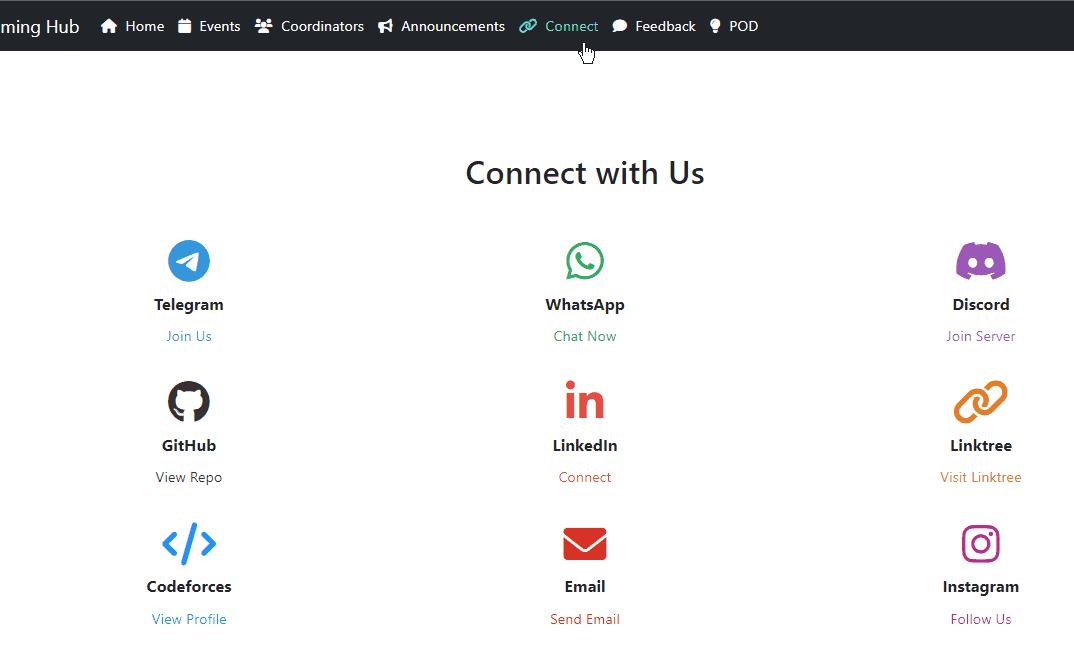 ming Hub Home Events Coordinators Announcements Connect Feedback POD
Connect with Us
Telegram WhatsApp Discord
Join Us Chat Now Join Server
GitHub LinkedIn Linktree
View Repo Connect Visit Linktree
Codeforces Email Instagram
View Profile Send Email Follow Us